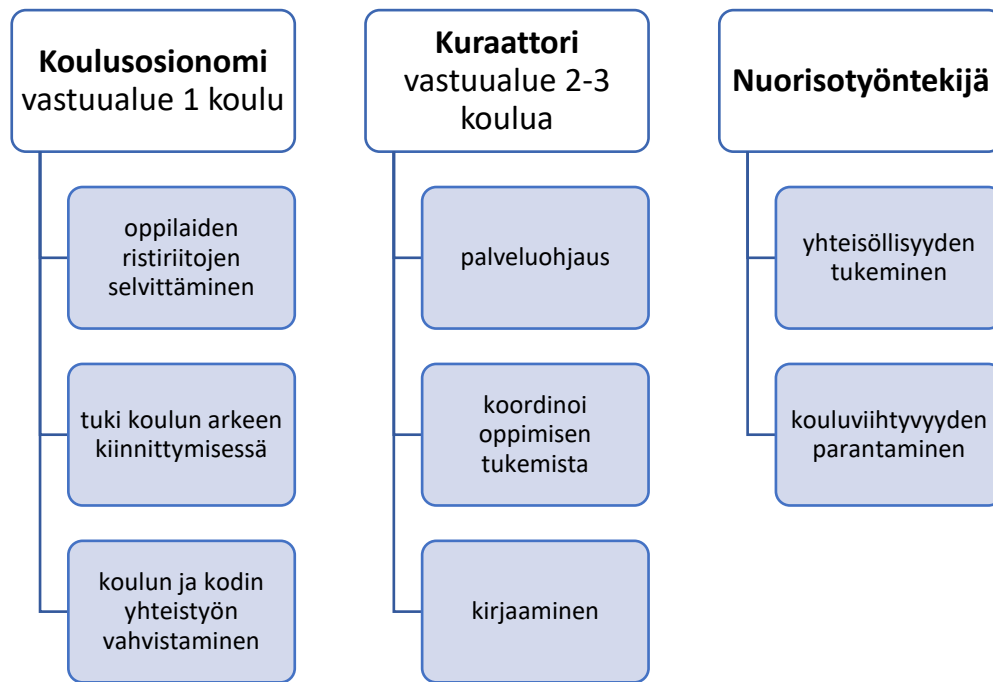 Koulusosionomi
vastuualue 1 koulu
oppilaiden
ristiriitojen
selvittäminen
tuki koulun arkeen
kiinnittymisessä
koulun ja kodin
yhteistyön
vahvistaminen
Kuraattori
vastuualue 2-3
koulua
palveluohjaus
koordinoi
oppimisen
tukemista
kirjaaminen
Nuorisotyöntekijä
yhteisöllisyyden
tukeminen
kouluviihtyvyyden
parantaminen